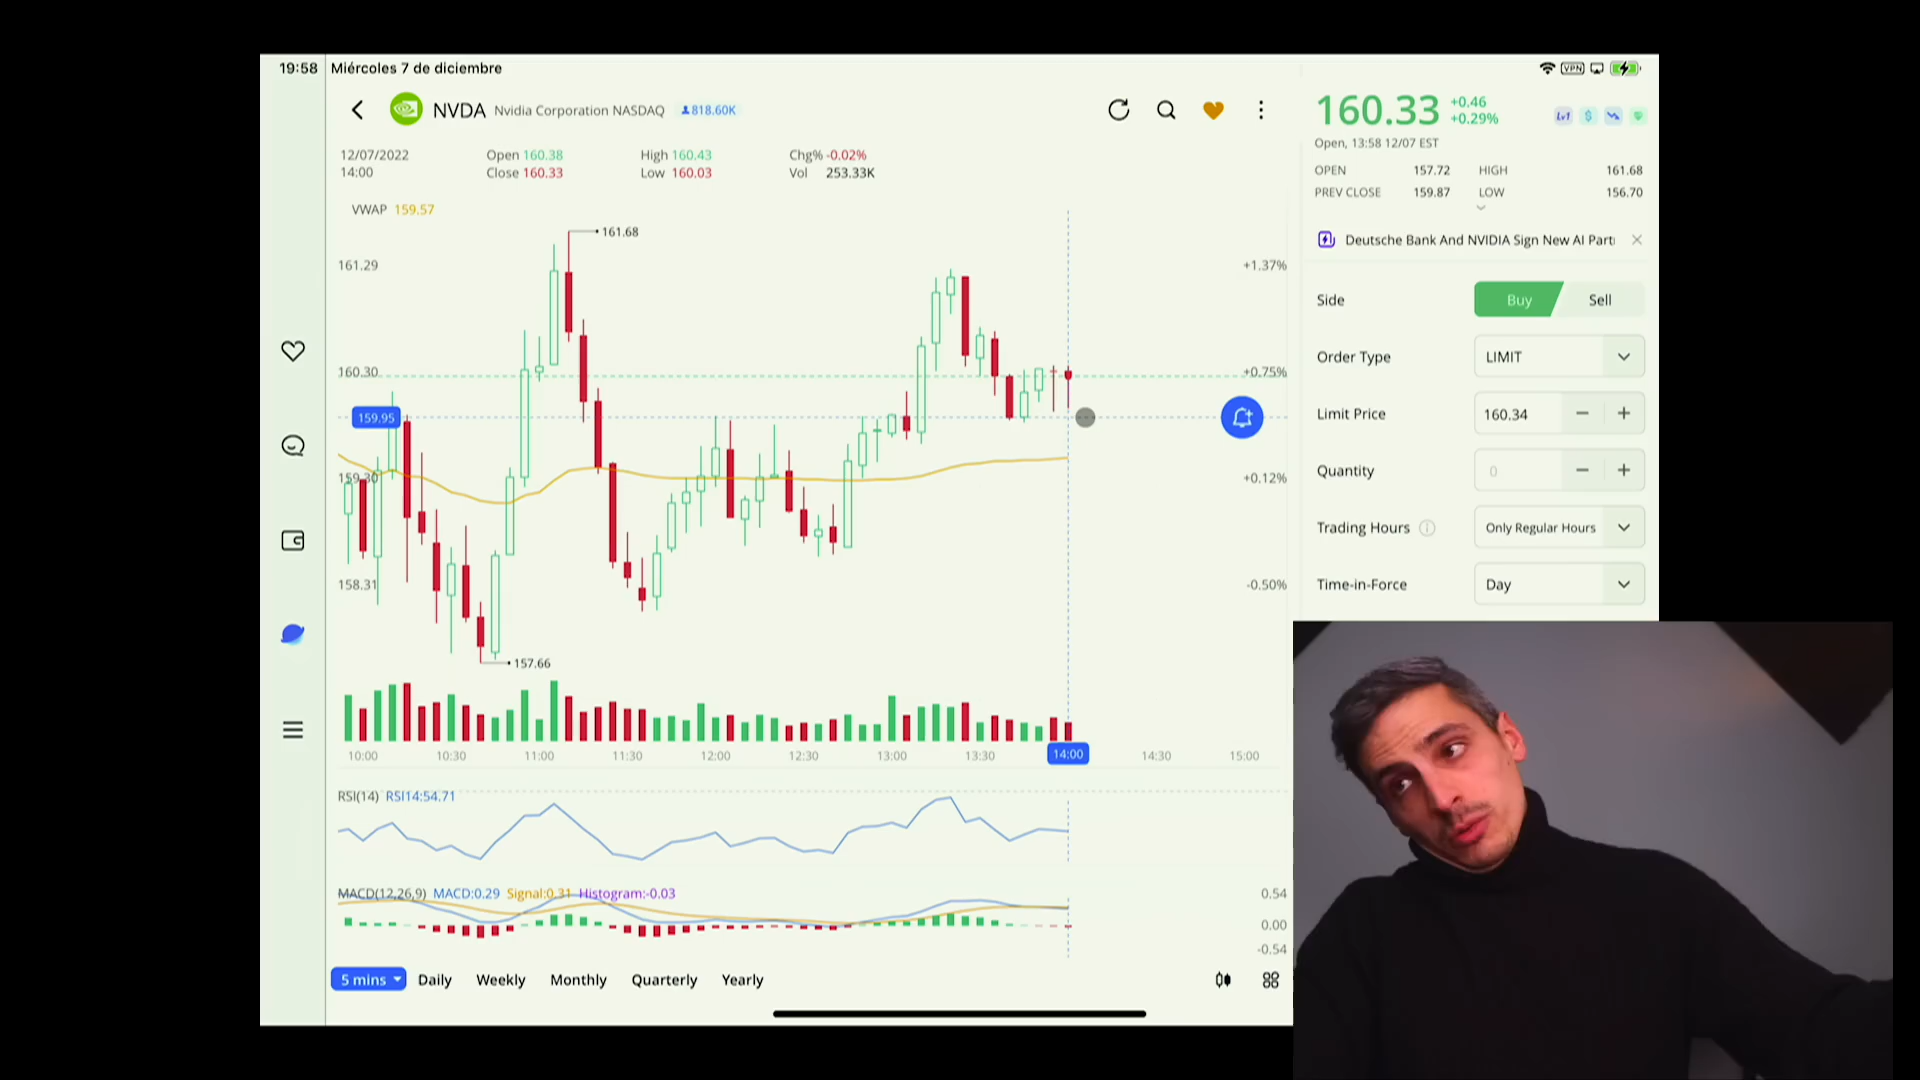 19:58 Miércoles 7 de diciembre
VPN
NVDA Nvidia Corporation NASDAQ 818.60K
12/07/2022 Open 160.38 High 160.43 Chg% -0.02%
14:00 Close 160.33 Low 160.03 Vol 253.33K
VWAP 159.57
161.68
161.29 +1.37%
160.30 +0.75%
159.95
159.30 +0.12%
158.31 -0.50%
157.66
10:00 10:30 11:00 11:30 12:00 12:30 13:00 13:30 14:00 14:30 15:00
RSI(14) RSI14:54.71
MACD(12,26,9) MACD:0.29 Signal:0.31 Histogram:-0.03
0.54
0.00
-0.54
5 mins Daily Weekly Monthly Quarterly Yearly
160.33 +0.46
+0.29%
Lv1 $
Open, 13:58 12/07 EST
OPEN 157.72 HIGH 161.68
PREV CLOSE 159.87 LOW 156.70
Deutsche Bank And NVIDIA Sign New AI Part
Side Buy Sell
Order Type LIMIT
Limit Price 160.34
Quantity 0
Trading Hours Only Regular Hours
Time-in-Force Day